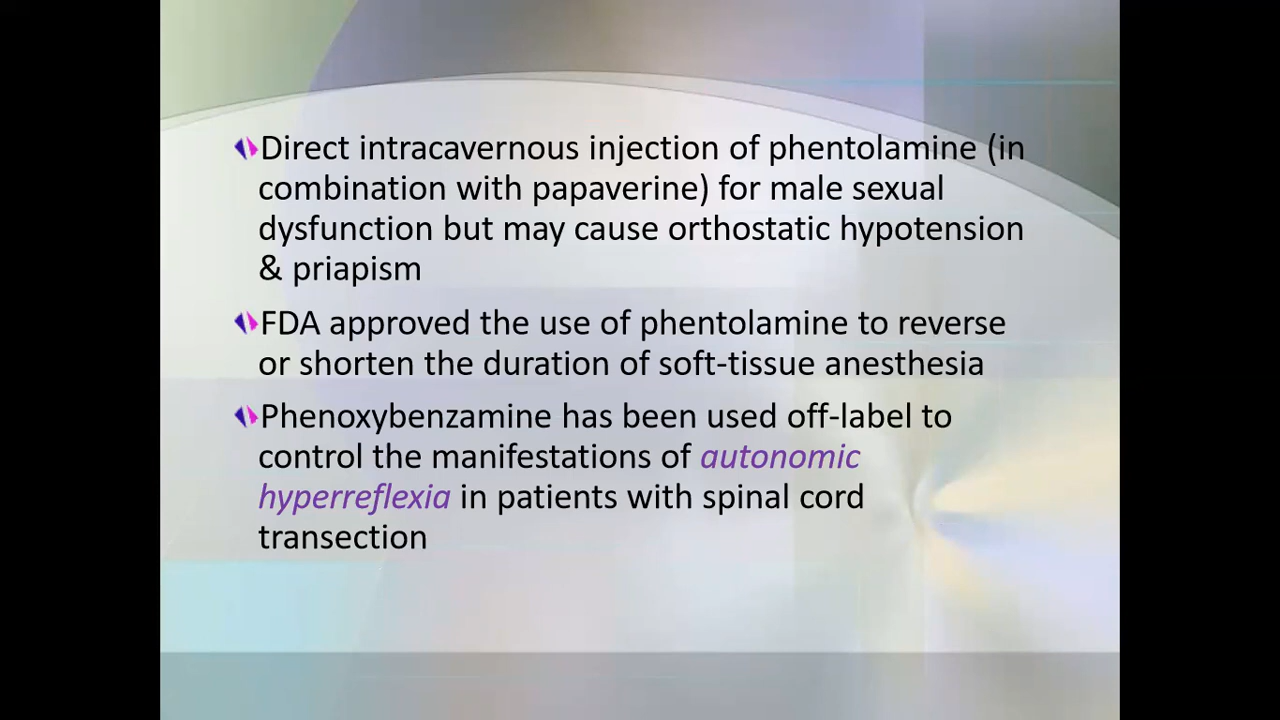 Direct intracavernous injection of phentolamine (in
combination with papaverine) for male sexual
dysfunction but may cause orthostatic hypotension
& priapism
FDA approved the use of phentolamine to reverse
or shorten the duration of soft-tissue anesthesia
Phenoxybenzamine has been used off-label to
control the manifestations of autonomic
hyperreflexia in patients with spinal cord
transection